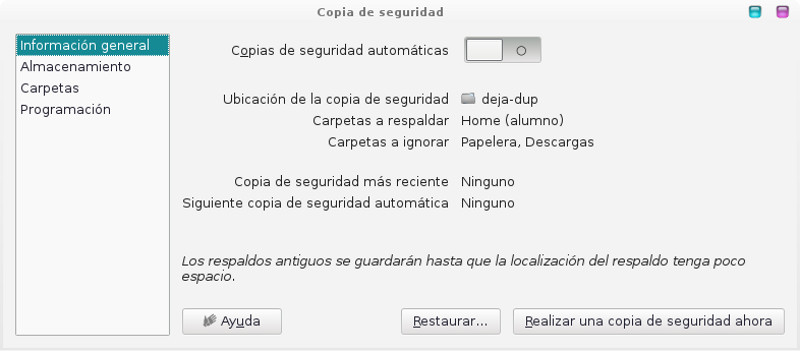 Copia de seguridad
Información general
Almacenamiento
Carpetas
Programación
Copias de seguridad automáticas
Ubicación de la copia de seguridad deja-dup
Carpetas a respaldar Home (alumno)
Carpetas a ignorar Papelera, Descargas
Copia de seguridad más reciente Ninguno
Siguiente copia de seguridad automática Ninguno
Los respaldos antiguos se guardarán hasta que la localización del respaldo tenga poco
espacio.
Ayuda
Restaurar...
Realizar una copia de seguridad ahora